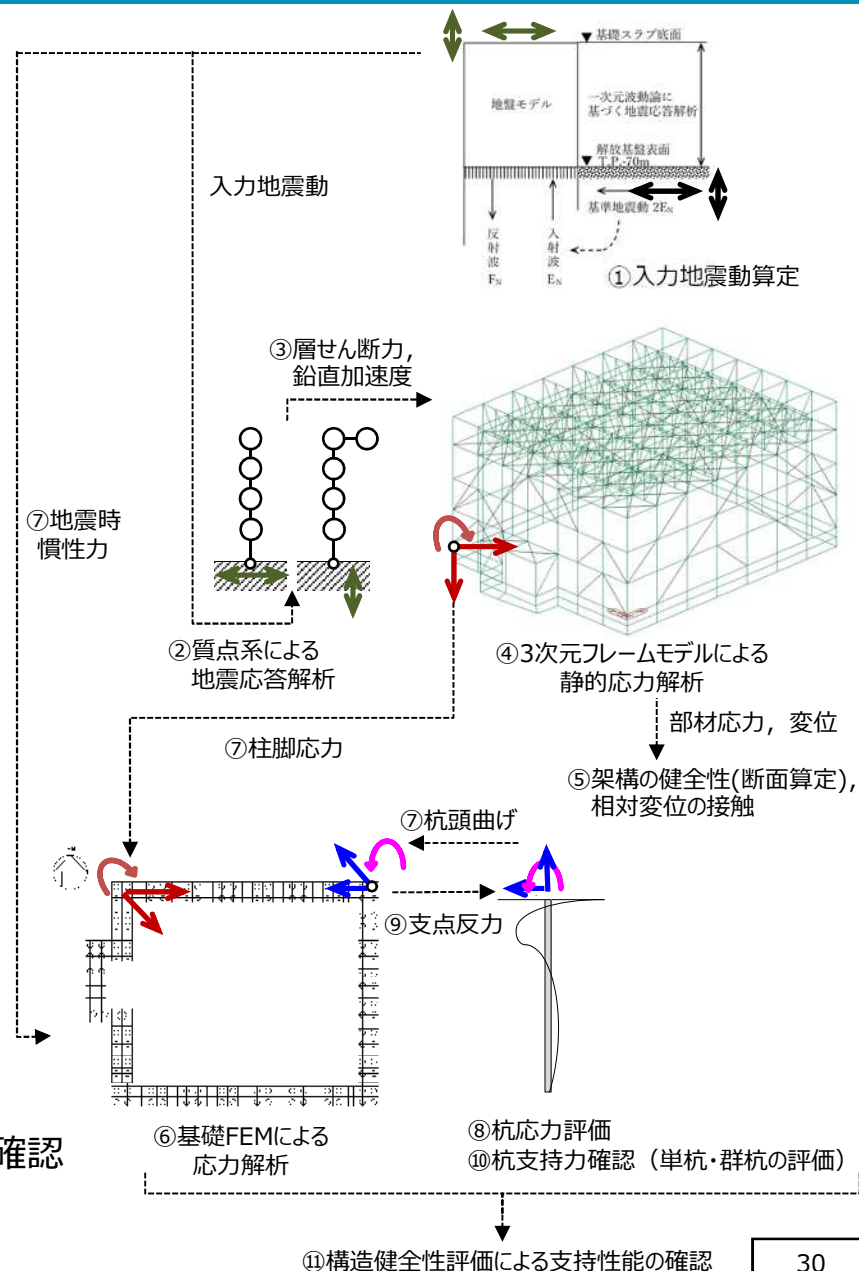 ▼基礎スラブ底面
地盤モデル
一次元波動論に
基づく地震応答解析
解放基盤表面
▼T.P.-70m
基準地震動 2EN
反射波 FN
入射波 EN
①入力地震動算定
入力地震動
③層せん断力,
鉛直加速度
⑦地震時
慣性力
②質点系による
地震応答解析
④3次元フレームモデルによる
静的応力解析
部材応力，変位
⑦柱脚応力
⑤架構の健全性(断面算定),
相対変位の接触
⑦杭頭曲げ
⑨支点反力
確認
⑥基礎FEMによる
応力解析
⑧杭応力評価
⑩杭支持力確認（単杭・群杭の評価）
⑪構造健全性評価による支持性能の確認
30